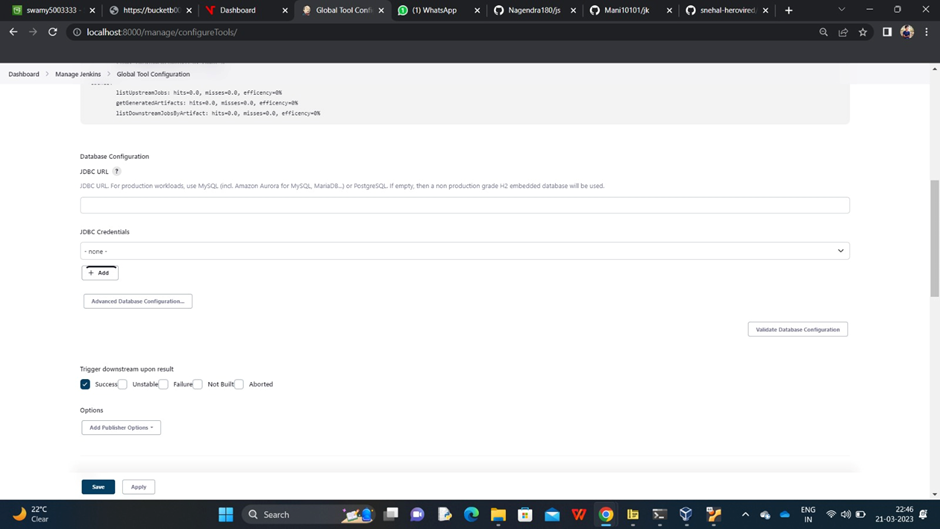 swamy5003333 -
https://bucketb0
Dashboard
Global Tool Confi
(1) WhatsApp
Nagendra180/js
Mani10101/jk
snehal-herovired
localhost:8000/manage/configureTools/
Dashboard > Manage Jenkins > Global Tool Configuration
listUpstreamJobs: hits=0.0, misses=0.0, efficency=0%
getGeneratedArtifacts: hits=0.0, misses=0.0, efficency=0%
listDownstreamJobsByArtifact: hits=0.0, misses=0.0, efficency=0%
Database Configuration
JDBC URL ?
JDBC URL. For production workloads, use MySQL (incl. Amazon Aurora for MySQL, MariaDB...) or PostgreSQL. If empty, then a non production grade H2 embedded database will be used.
JDBC Credentials
- none -
+ Add
Advanced Database Configuration...
Validate Database Configuration
Trigger downstream upon result
Success Unstable Failure Not Built Aborted
Options
Add Publisher Options
Save Apply
22°C
Clear
Search
ENG
IN
22:46
21-03-2023